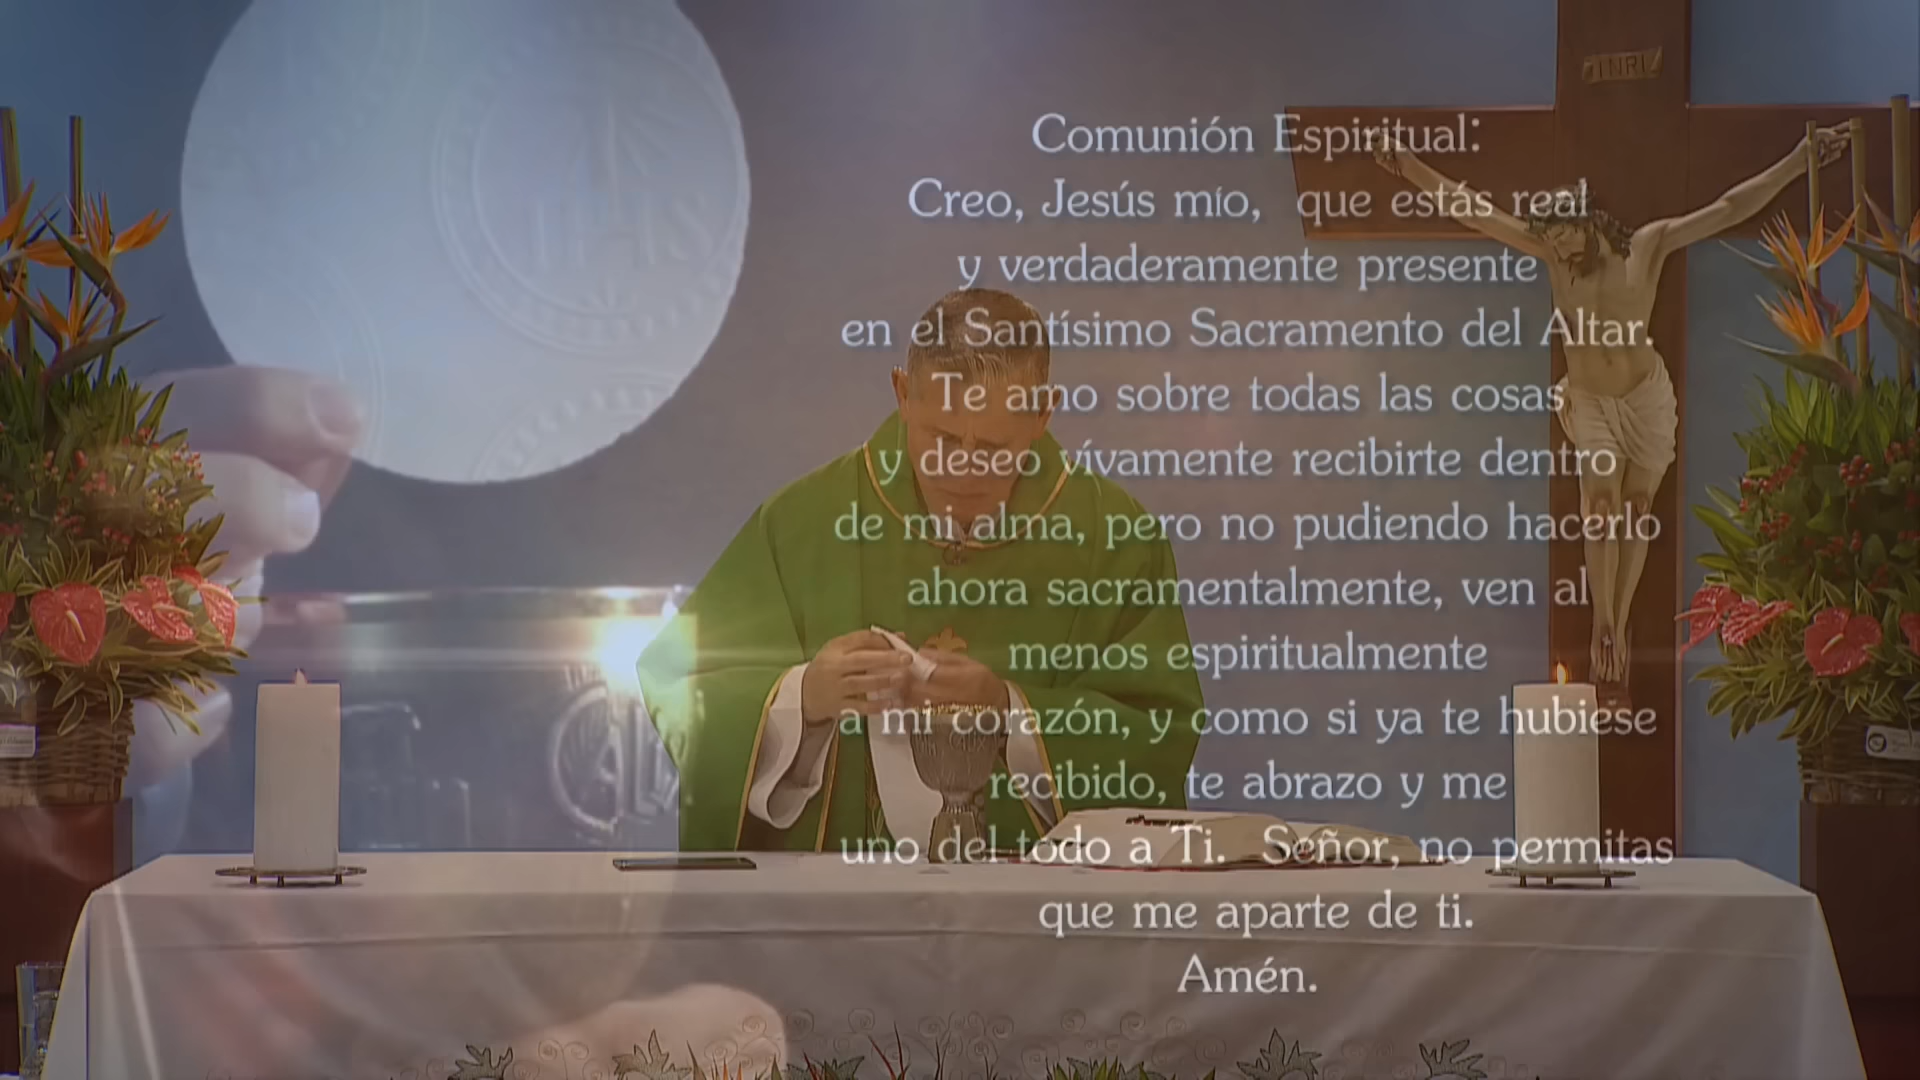 INRI
Comunión Espiritual:
Creo, Jesús mío, que estás real
y verdaderamente presente
en el Santísimo Sacramento del Altar.
Te amo sobre todas las cosas
y deseo vívamente recibirte dentro
de mi alma, pero no pudiendo hacerlo
ahora sacramentalmente, ven al
menos espiritualmente
a mi corazón, y como si ya te hubiese
recibido, te abrazo y me
uno del todo a Ti. Señor, no permitas
que me aparte de ti.
Amén.